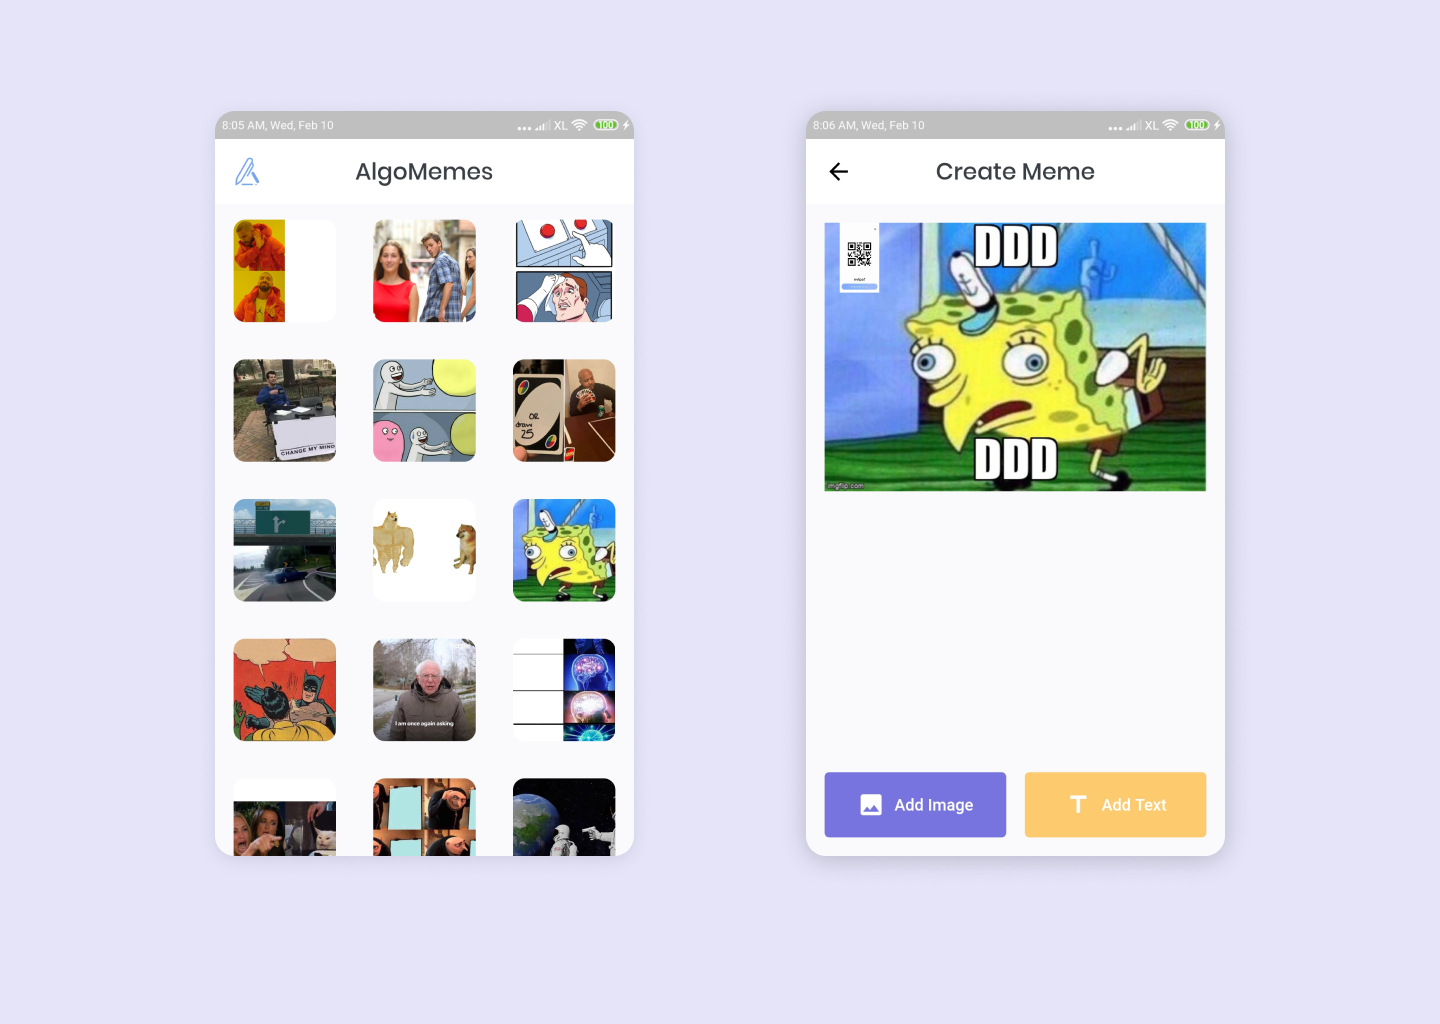 8:05 AM, Wed, Feb 10
XL
100
AlgoMemes
CHANGE MY MIND
OR
draw
25
I am once again asking
8:06 AM, Wed, Feb 10
XL
100
Create Meme
DDD
DDD
imgflip.com
Add Image
Add Text